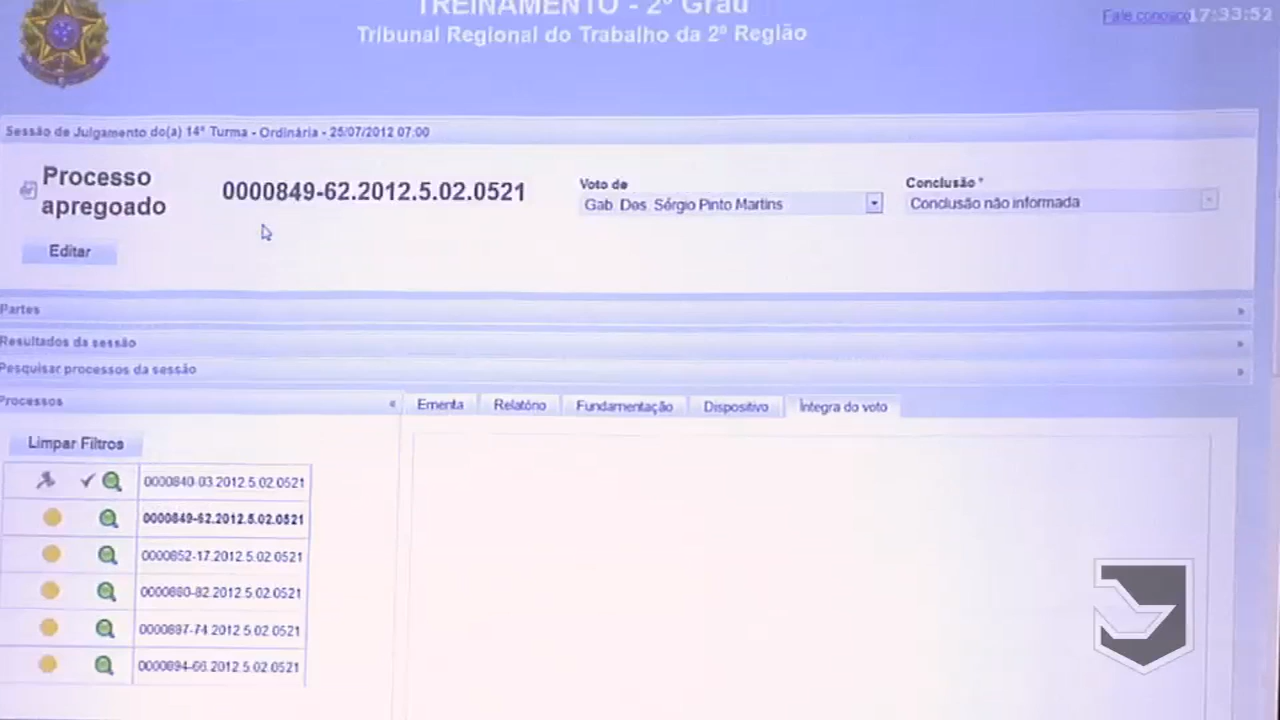 TREINAMENTO - 2º Grau
Tribunal Regional do Trabalho da 2º Região
Fale conosco 17:33:52
Sessão de Julgamento do(a) 14ª Turma - Ordinária - 25/07/2012 07:00
Processo
apregoado
0000849-62.2012.5.02.0521
Voto de
Gab. Des. Sérgio Pinto Martins
Conclusão *
Conclusão não informada
Editar
Partes
Resultados da sessão
Pesquisar processos da sessão
Processos
Ementa
Relatório
Fundamentação
Dispositivo
Íntegra do voto
Limpar Filtros
0000840-03.2012.5.02.0521
0000849-62.2012.5.02.0521
0000852-17.2012.5.02.0521
0000880-82.2012.5.02.0521
0000897-74.2012.5.02.0521
0000894-66.2012.5.02.0521